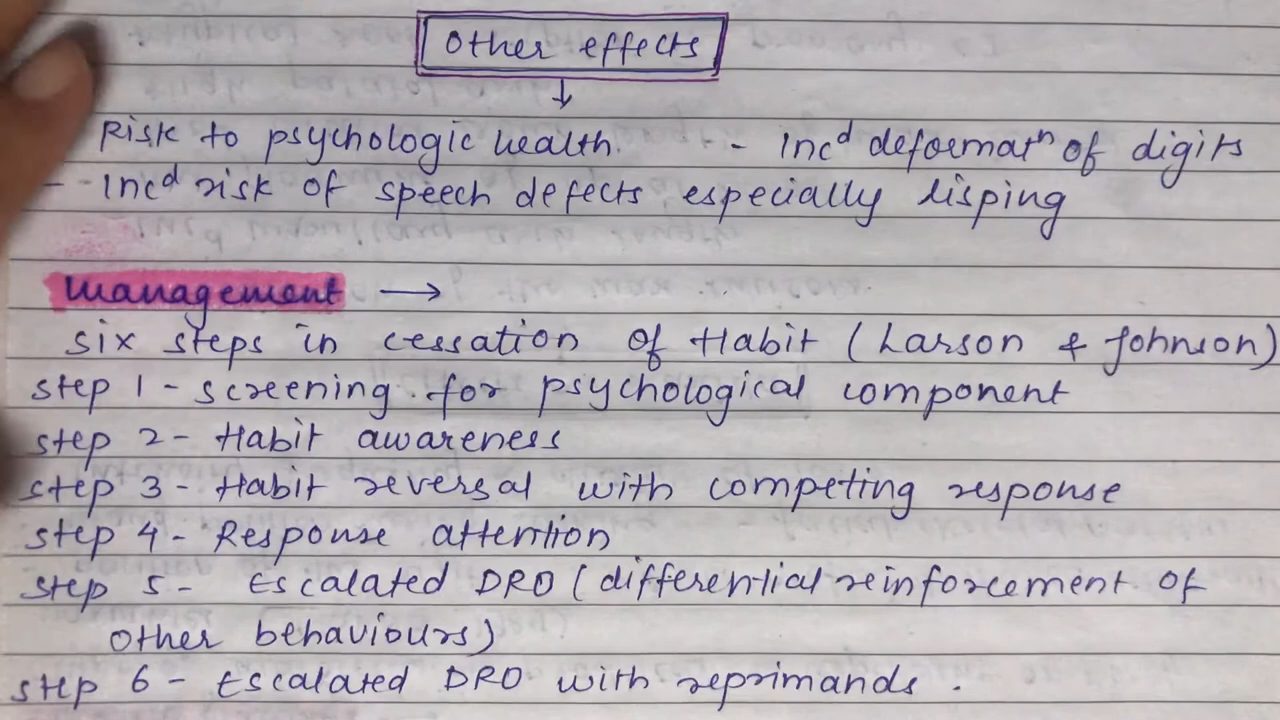 Other effects
↓
Risk to psychologic health. - Incd deformatn of digits
- Incd risk of speech defects especially lisping
Management →
six steps in cessation of Habit (Larson & Johnson)
step 1 - screening for psychological component
step 2 - Habit awareness
step 3 - Habit reversal with competing response
step 4 - Response attention
step 5 - Escalated DRO (differential reinforcement of
other behaviours)
step 6 - Escalated DRO with reprimands.